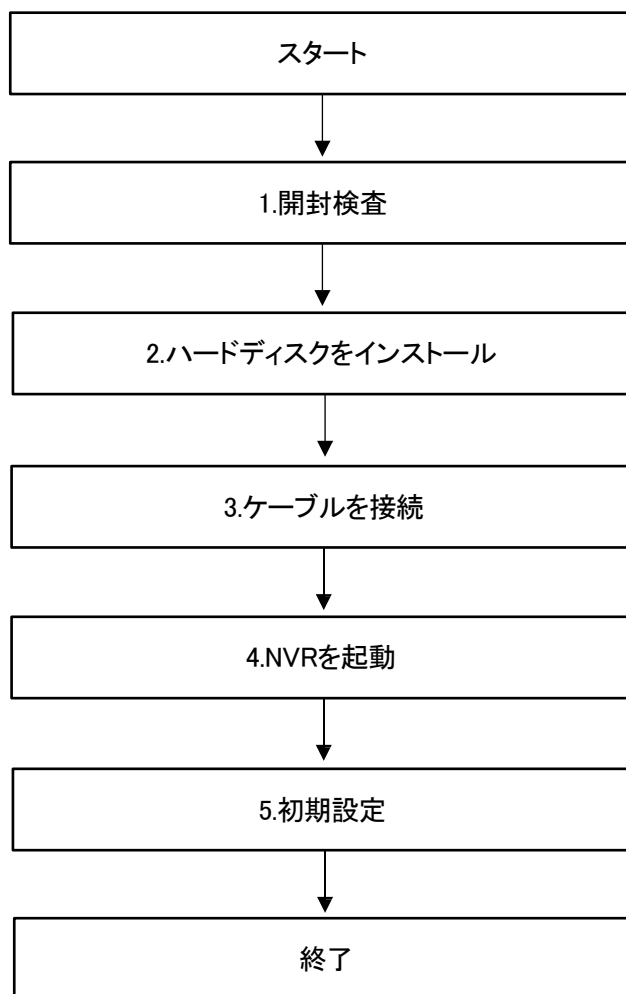 スタート
1.開封検査
2.ハードディスクをインストール
3.ケーブルを接続
4.NVRを起動
5.初期設定
終了